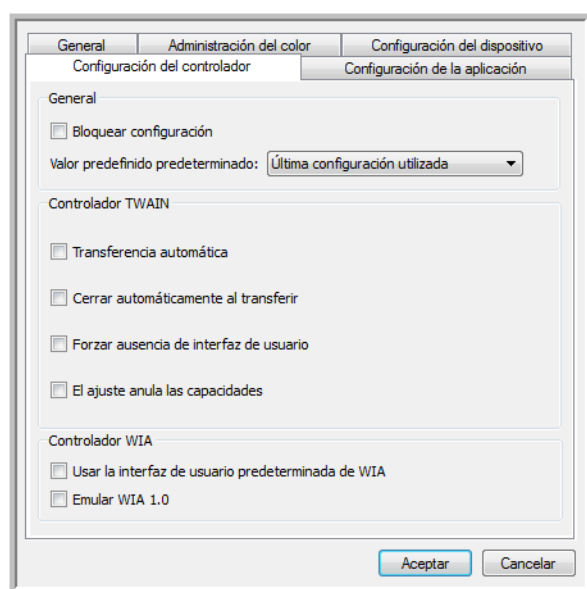 General Administración del color Configuración del dispositivo
Configuración del controlador Configuración de la aplicación
General
Bloquear configuración
Valor predefinido predeterminado: Última configuración utilizada
Controlador TWAIN
Transferencia automática
Cerrar automáticamente al transferir
Forzar ausencia de interfaz de usuario
El ajuste anula las capacidades
Controlador WIA
Usar la interfaz de usuario predeterminada de WIA
Emular WIA 1.0
Aceptar Cancelar